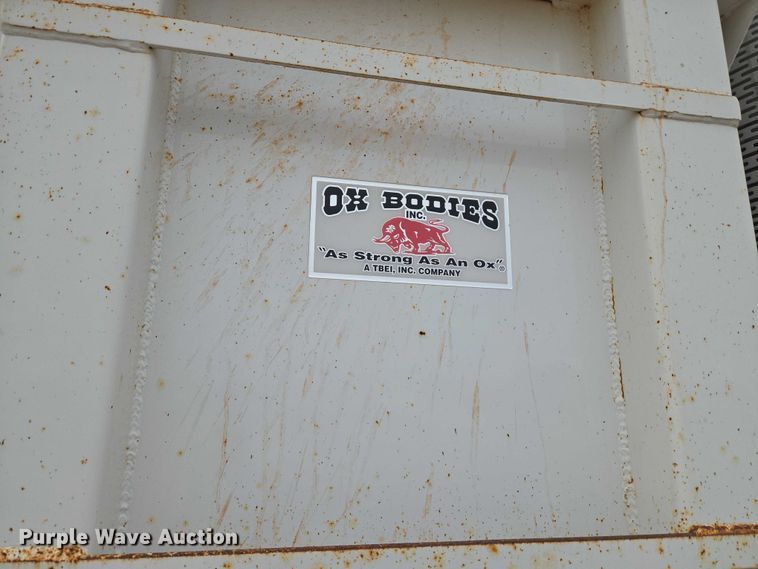 OX BODIES
INC.
"As Strong As An Ox"®
A TBEI, INC. COMPANY
Purple Wave Auction